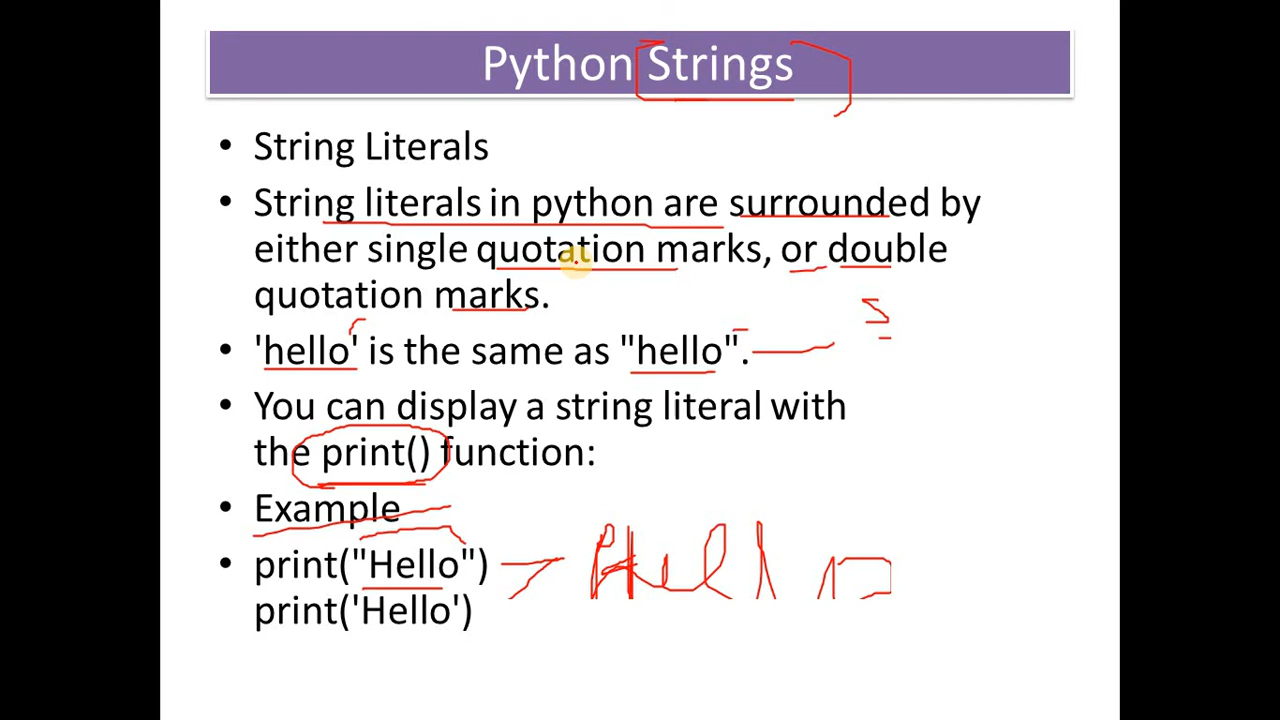 Python Strings
• String Literals
• String literals in python are surrounded by
either single quotation marks, or double
quotation marks.
• 'hello' is the same as "hello".
• You can display a string literal with
the print() function:
• Example
• print("Hello")
Hello
print('Hello')